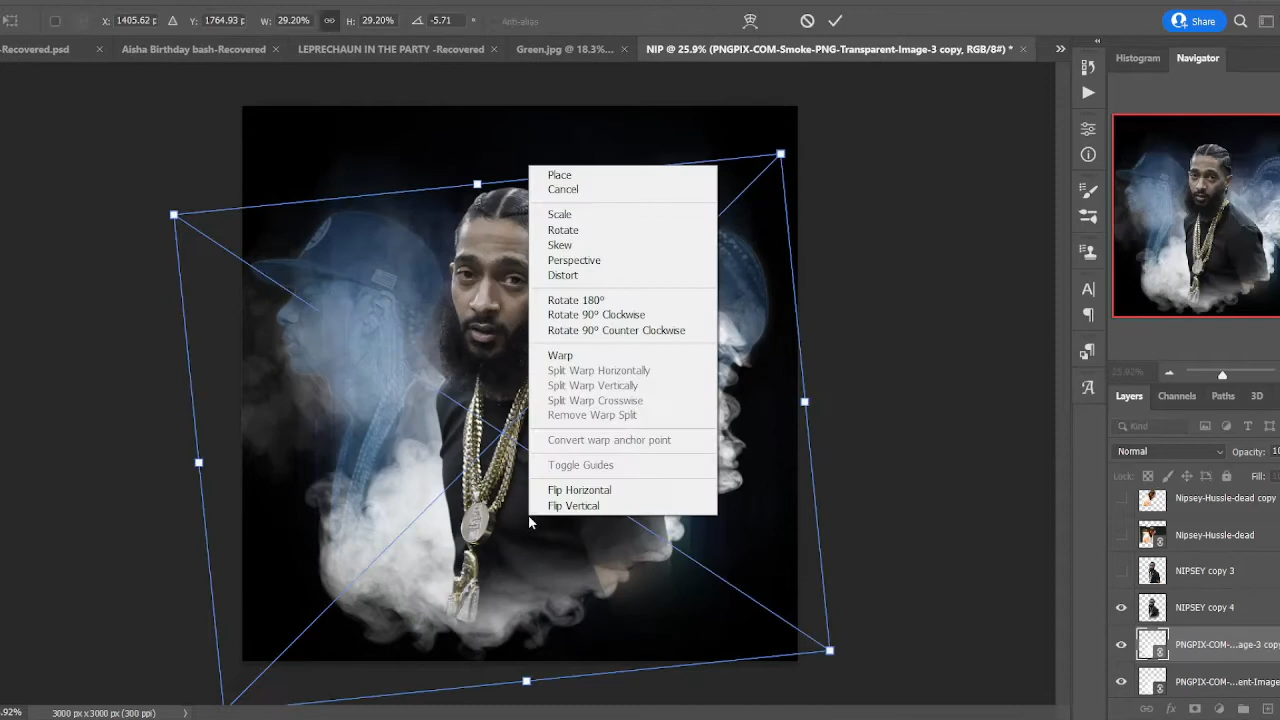 X: 1405.62 p Y: 1764.93 p W: 29.20% H: 29.20% -5.71 ° Anti-alias Share
-Recovered.psd × Aisha Birthday bash-Recovered × LEPRECHAUN IN THE PARTY -Recovered × Green.jpg @ 18.3%... × NIP @ 25.9% (PNGPIX-COM-Smoke-PNG-Transparent-Image-3 copy, RGB/8#) * ×
Histogram Navigator
Place
Cancel
Scale
Rotate
Skew
Perspective
Distort
Rotate 180°
Rotate 90° Clockwise
Rotate 90° Counter Clockwise
Warp
Split Warp Horizontally
Split Warp Vertically
Split Warp Crosswise
Remove Warp Split
Convert warp anchor point
Toggle Guides
Flip Horizontal
Flip Vertical
25.92%
Layers Channels Paths 3D
Kind
Normal Opacity: 10
Lock: Fill:
Nipsey-Hussle-dead copy
Nipsey-Hussle-dead
NIPSEY copy 3
NIPSEY copy 4
PNGPIX-COM-...age-3 copy
PNGPIX-COM-...ent-Image
.92% 3000 px x 3000 px (300 ppi)